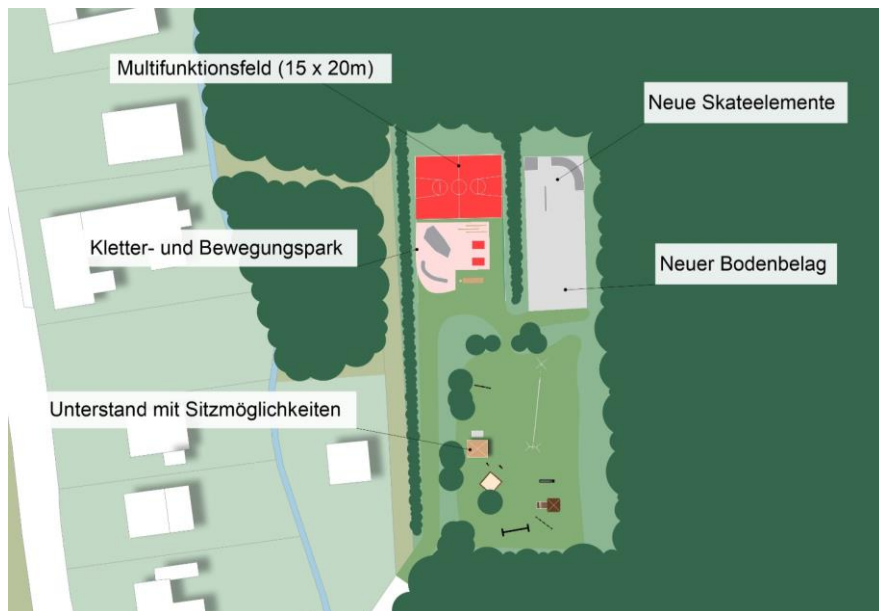 Multifunktionsfeld (15 x 20m)
Neue Skateelemente
Kletter- und Bewegungspark
Neuer Bodenbelag
Unterstand mit Sitzmöglichkeiten